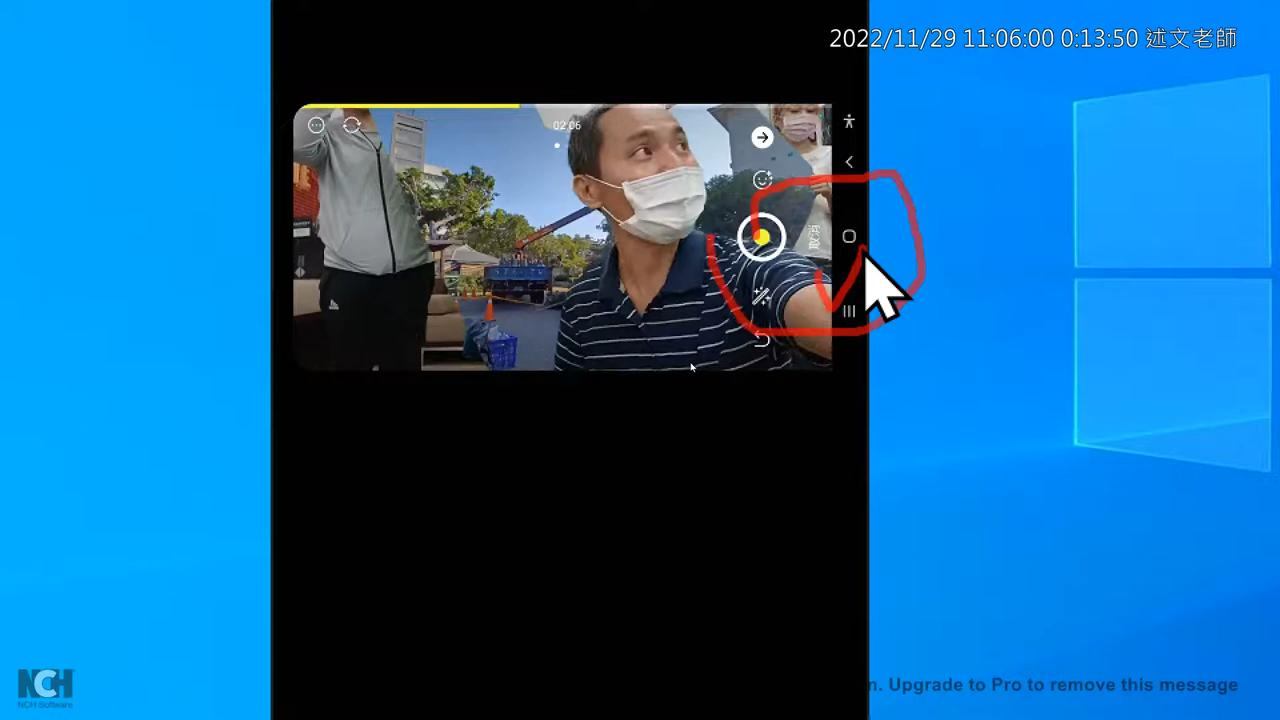 2022/11/29 11:06:00 0:13:50 述文老師
02:06
取消
NCH
NCH Software
n. Upgrade to Pro to remove this message